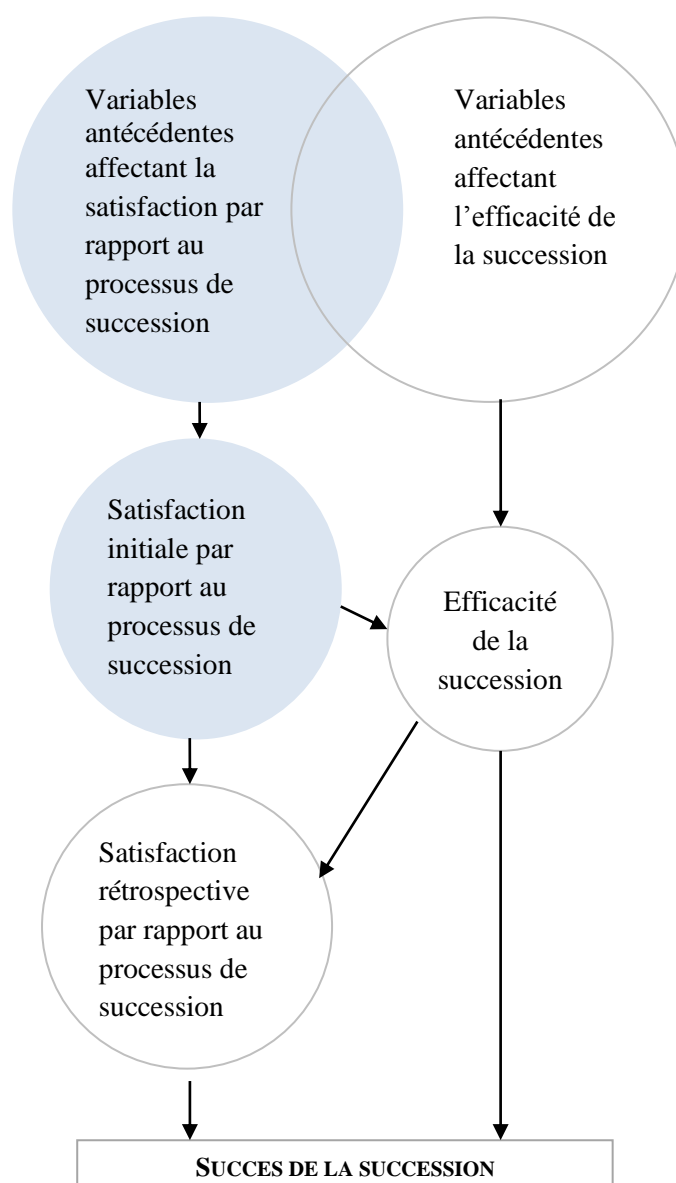 Variables
antécédentes
affectant la
satisfaction par
rapport au
processus de
succession
Variables
antécédentes
affectant
l’efficacité de
la succession
Satisfaction
initiale par
rapport au
processus de
succession
Efficacité
de la
succession
Satisfaction
rétrospective
par rapport au
processus de
succession
SUCCES DE LA SUCCESSION